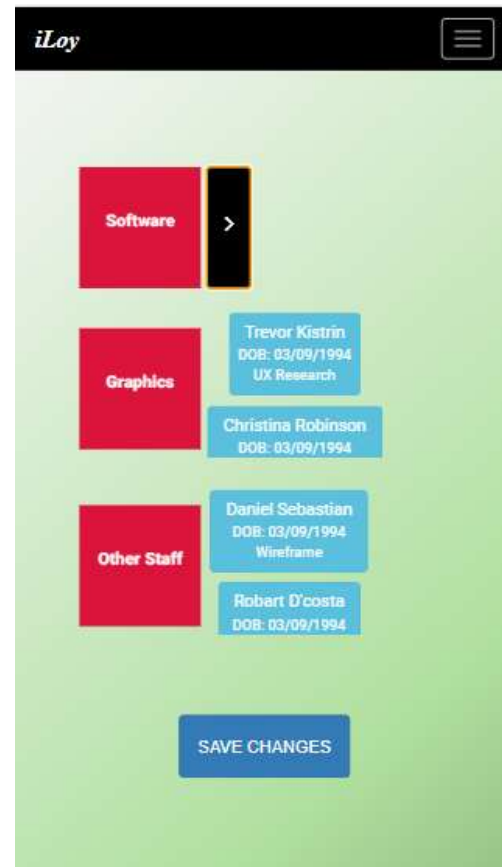 iLoy
Software
Graphics
Trevor Kistrin
DOB: 03/09/1994
UX Research
Christina Robinson
DOB: 03/09/1994
Other Staff
Daniel Sebastian
DOB: 03/09/1994
Wireframe
Robart D'costa
DOB: 03/09/1994
SAVE CHANGES